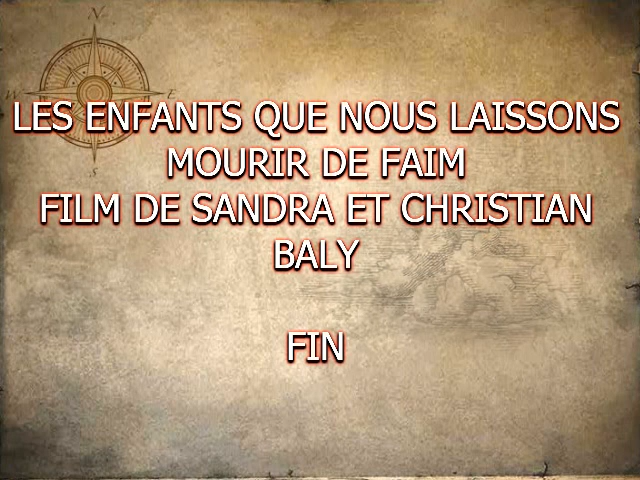 N
W E
S
LES ENFANTS QUE NOUS LAISSONS
MOURIR DE FAIM
FILM DE SANDRA ET CHRISTIAN
BALY
FIN